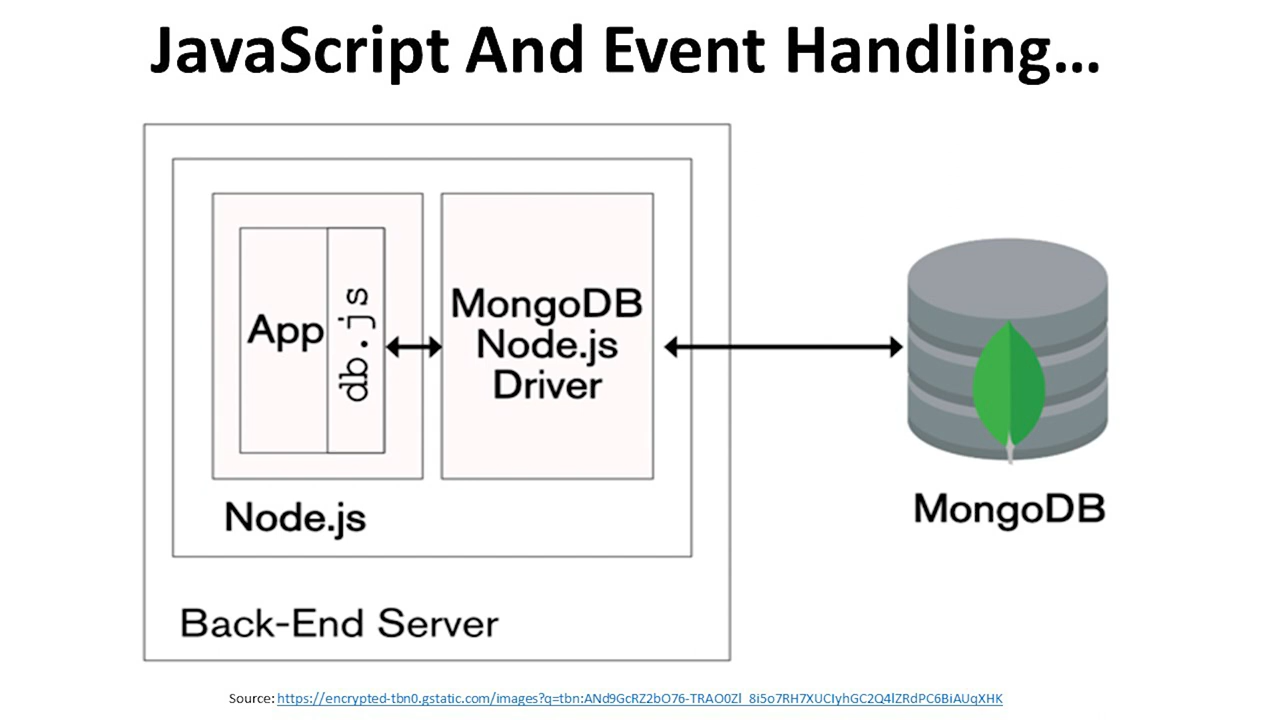 JavaScript And Event Handling...
App
db.js
MongoDB
Node.js
Driver
Node.js
Back-End Server
MongoDB
Source: https://encrypted-tbn0.gstatic.com/images?q=tbn:ANd9GcRZ2bO76-TRAO0Zl_8i5o7RH7XUCIyhGC2Q4lZRdPC6BiAUqXHK